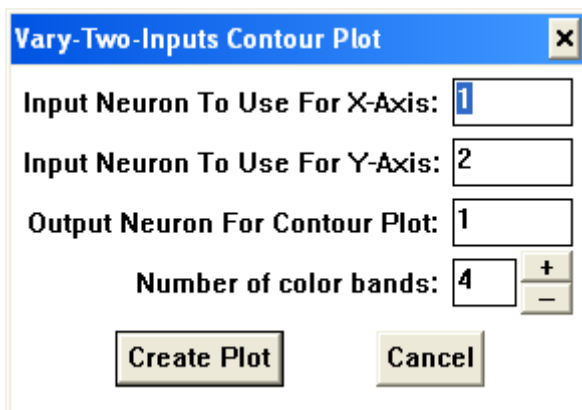 Vary-Two-Inputs Contour Plot
Input Neuron To Use For X-Axis: 1
Input Neuron To Use For Y-Axis: 2
Output Neuron For Contour Plot: 1
Number of color bands: 4 + −
Create Plot Cancel